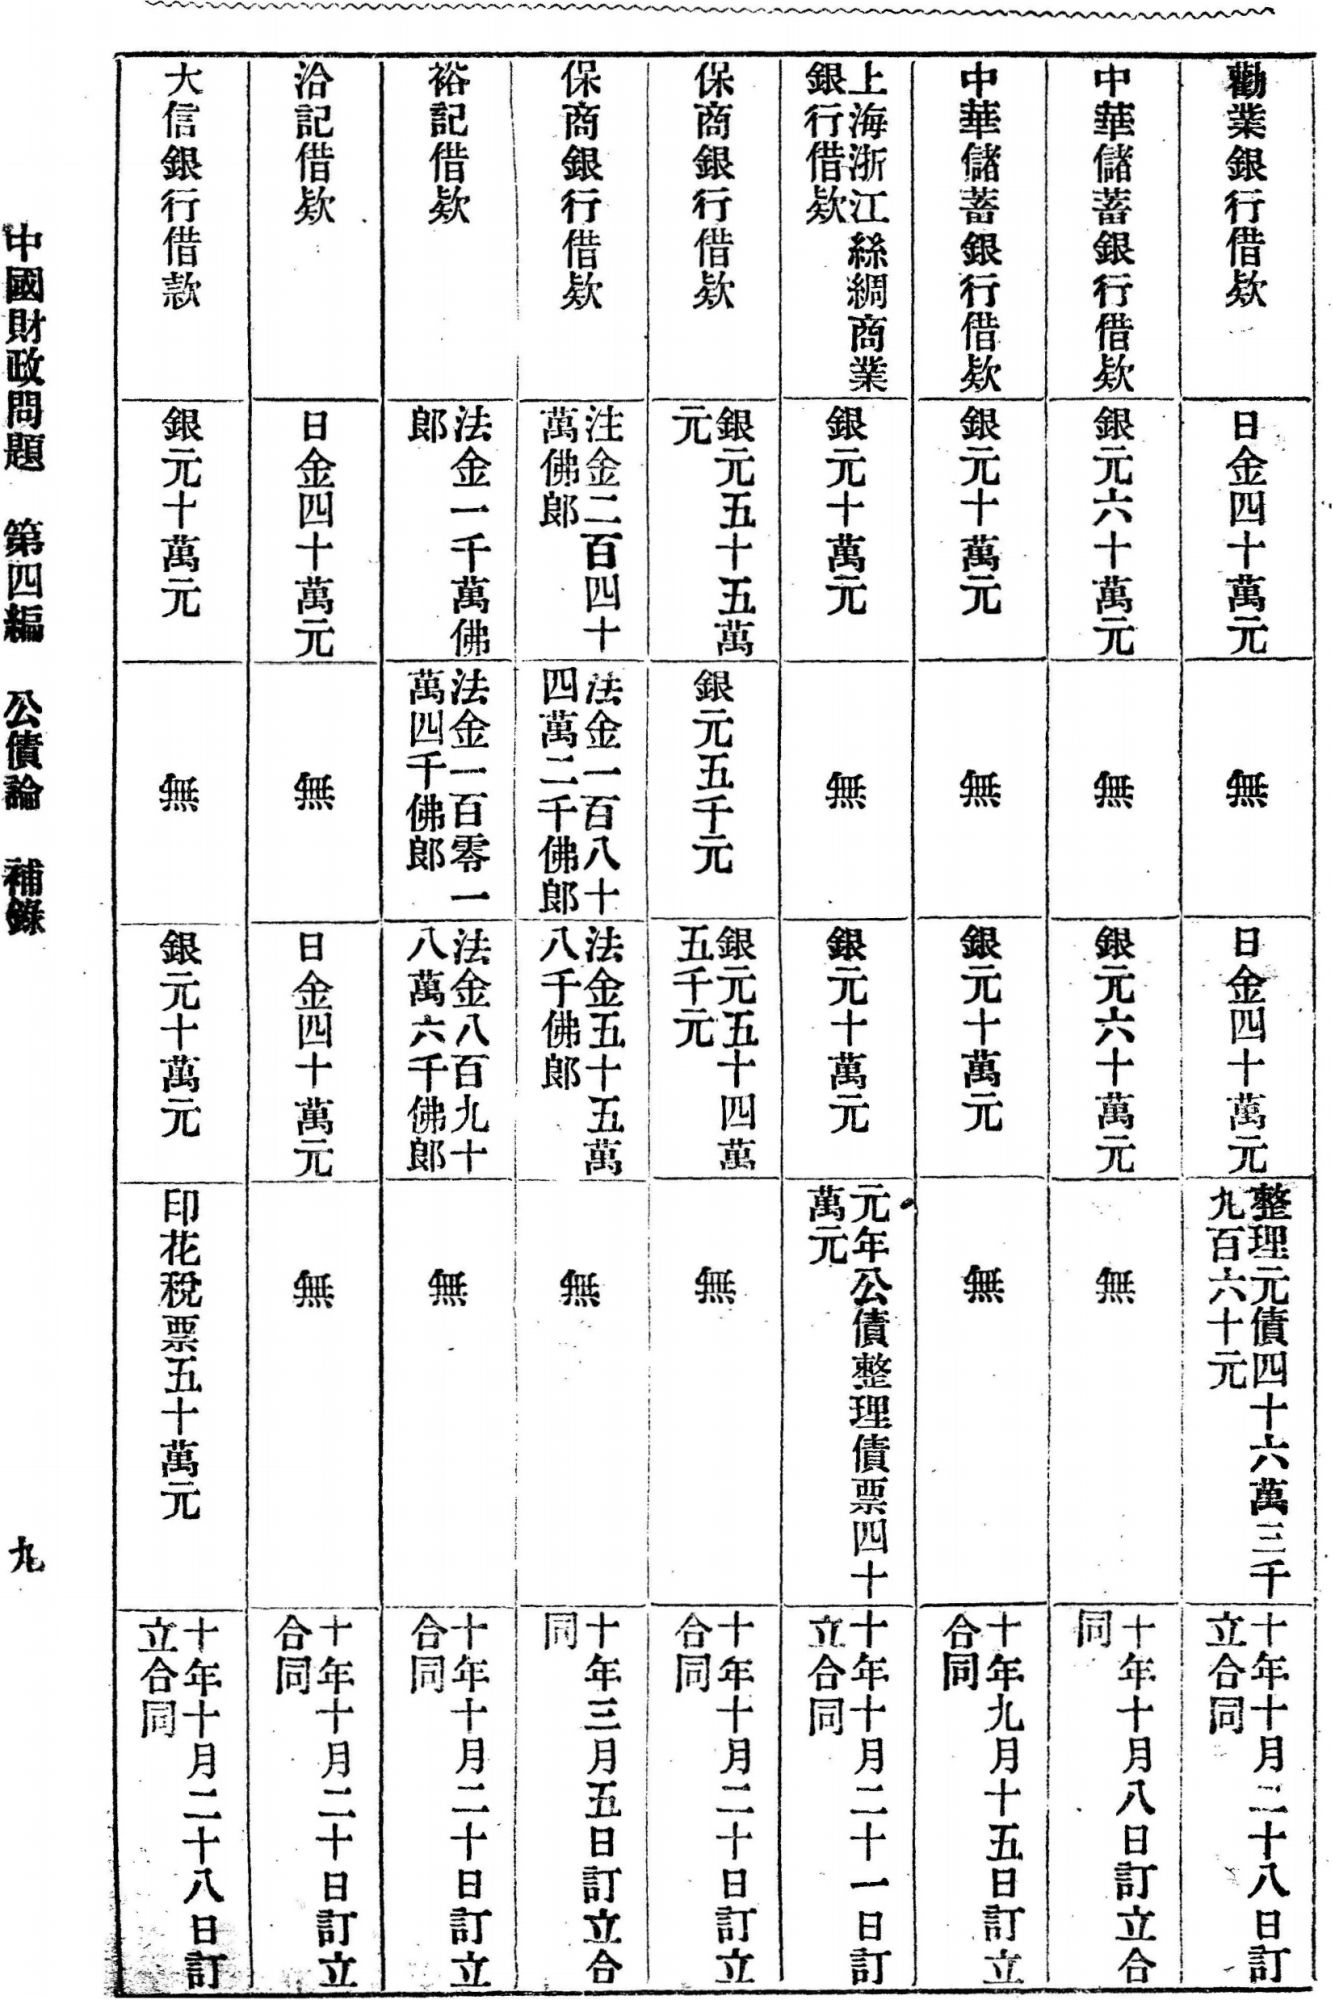 勸業銀行借欵
日金四十萬元
無
日金四十萬元
整理元債四十六萬三千
九百六十元
十年十月二十八日訂
立合同
中華儲蓄銀行借欵
銀元六十萬元
無
銀元六十萬元
無
十年十月八日訂立合
同
中華儲蓄銀行借欵
銀元十萬元
無
銀元十萬元
無
十年九月十五日訂立
合同
上海浙江絲綢商業
銀行借欵
銀元十萬元
無
銀元十萬元
元年公債整理債票四十
萬元
十年十月二十一日訂
立合同
保商銀行借欵
銀元五十五萬
元
銀元五千元
銀元五十四萬
五千元
無
十年十月二十日訂立
合同
保商銀行借欵
注金二百四十
萬佛郎
法金一百八十
四萬二千佛郎
法金五十五萬
八千佛郎
無
十年三月五日訂立合
同
裕記借欵
法金一千萬佛
郎
法金一百零一
萬四千佛郎
法金八百九十
八萬六千佛郎
無
十年十月二十日訂立
合同
洽記借欵
日金四十萬元
無
日金四十萬元
無
十年十月二十日訂立
合同
大信銀行借款
銀元十萬元
無
銀元十萬元
印花稅票五十萬元
十年十月二十八日訂
立合同
中國財政問題　第四編　公債論　補錄
九